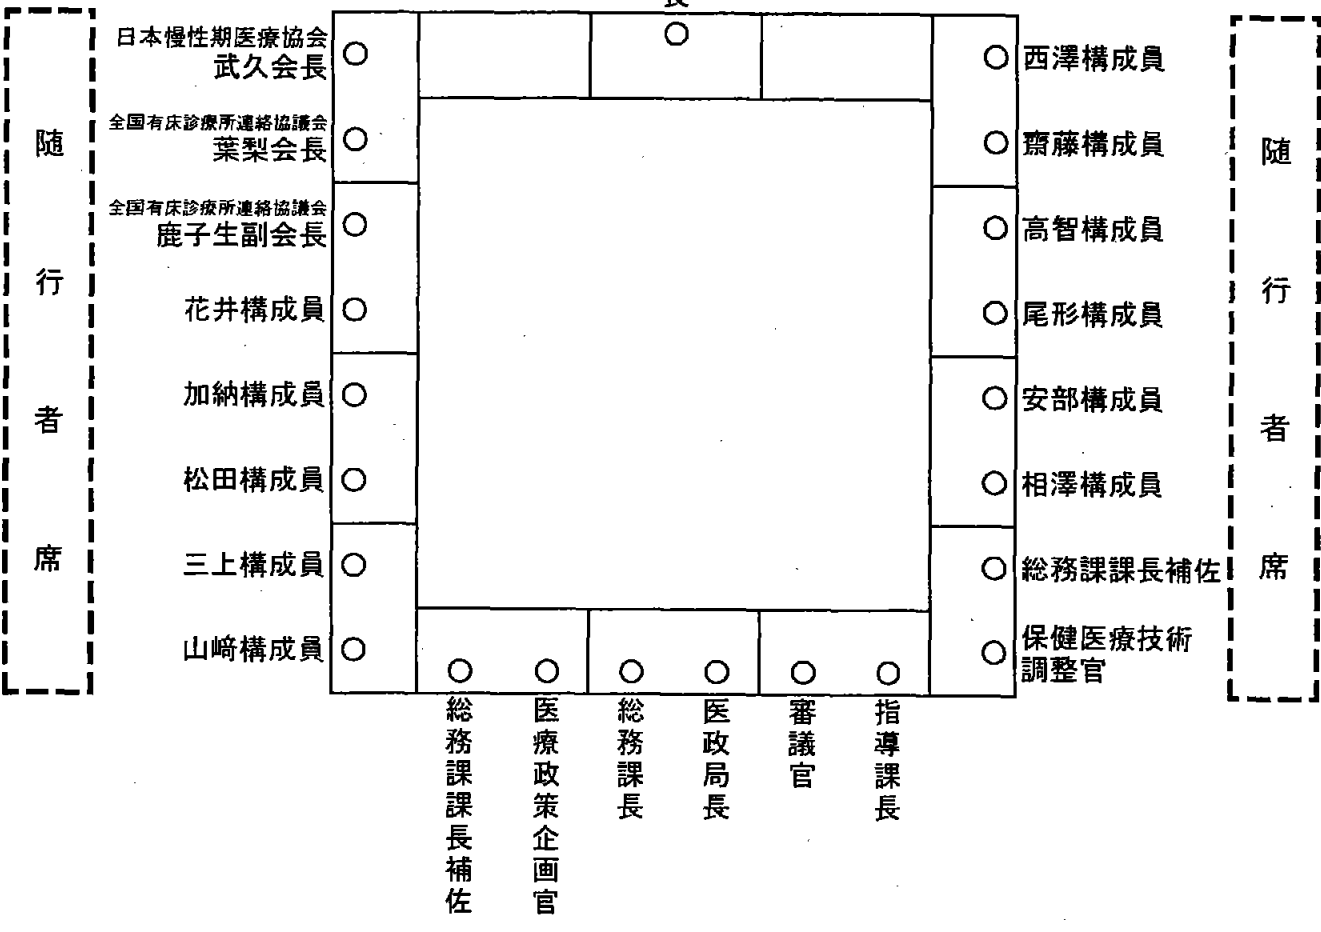 長
日本慢性期医療協会
武久会長
全国有床診療所連絡協議会
葉梨会長
全国有床診療所連絡協議会
鹿子生副会長
花井構成員
加納構成員
松田構成員
三上構成員
山﨑構成員
西澤構成員
齋藤構成員
高智構成員
尾形構成員
安部構成員
相澤構成員
総務課課長補佐
保健医療技術
調整官
総務課課長補佐
医療政策企画官
総務課長
医政局長
審議官
指導課長
随行者席
随行者席